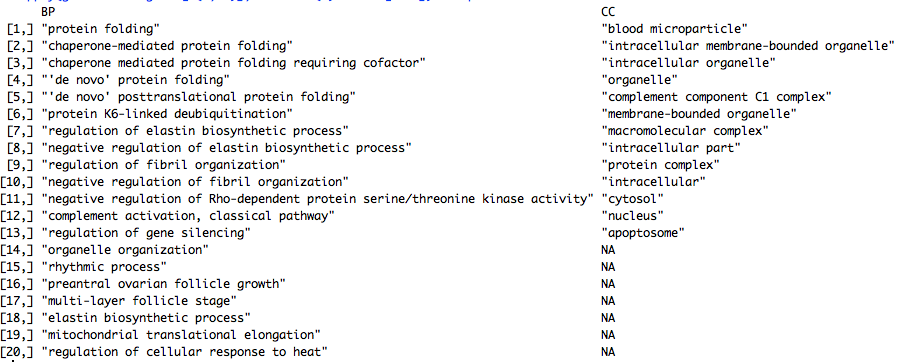 BP CC
[1,] "protein folding" "blood microparticle"
[2,] "chaperone-mediated protein folding" "intracellular membrane-bounded organelle"
[3,] "chaperone mediated protein folding requiring cofactor" "intracellular organelle"
[4,] "'de novo' protein folding" "organelle"
[5,] "'de novo' posttranslational protein folding" "complement component C1 complex"
[6,] "protein K6-linked deubiquitination" "membrane-bounded organelle"
[7,] "regulation of elastin biosynthetic process" "macromolecular complex"
[8,] "negative regulation of elastin biosynthetic process" "intracellular part"
[9,] "regulation of fibril organization" "protein complex"
[10,] "negative regulation of fibril organization" "intracellular"
[11,] "negative regulation of Rho-dependent protein serine/threonine kinase activity" "cytosol"
[12,] "complement activation, classical pathway" "nucleus"
[13,] "regulation of gene silencing" "apoptosome"
[14,] "organelle organization" NA
[15,] "rhythmic process" NA
[16,] "preantral ovarian follicle growth" NA
[17,] "multi-layer follicle stage" NA
[18,] "elastin biosynthetic process" NA
[19,] "mitochondrial translational elongation" NA
[20,] "regulation of cellular response to heat" NA